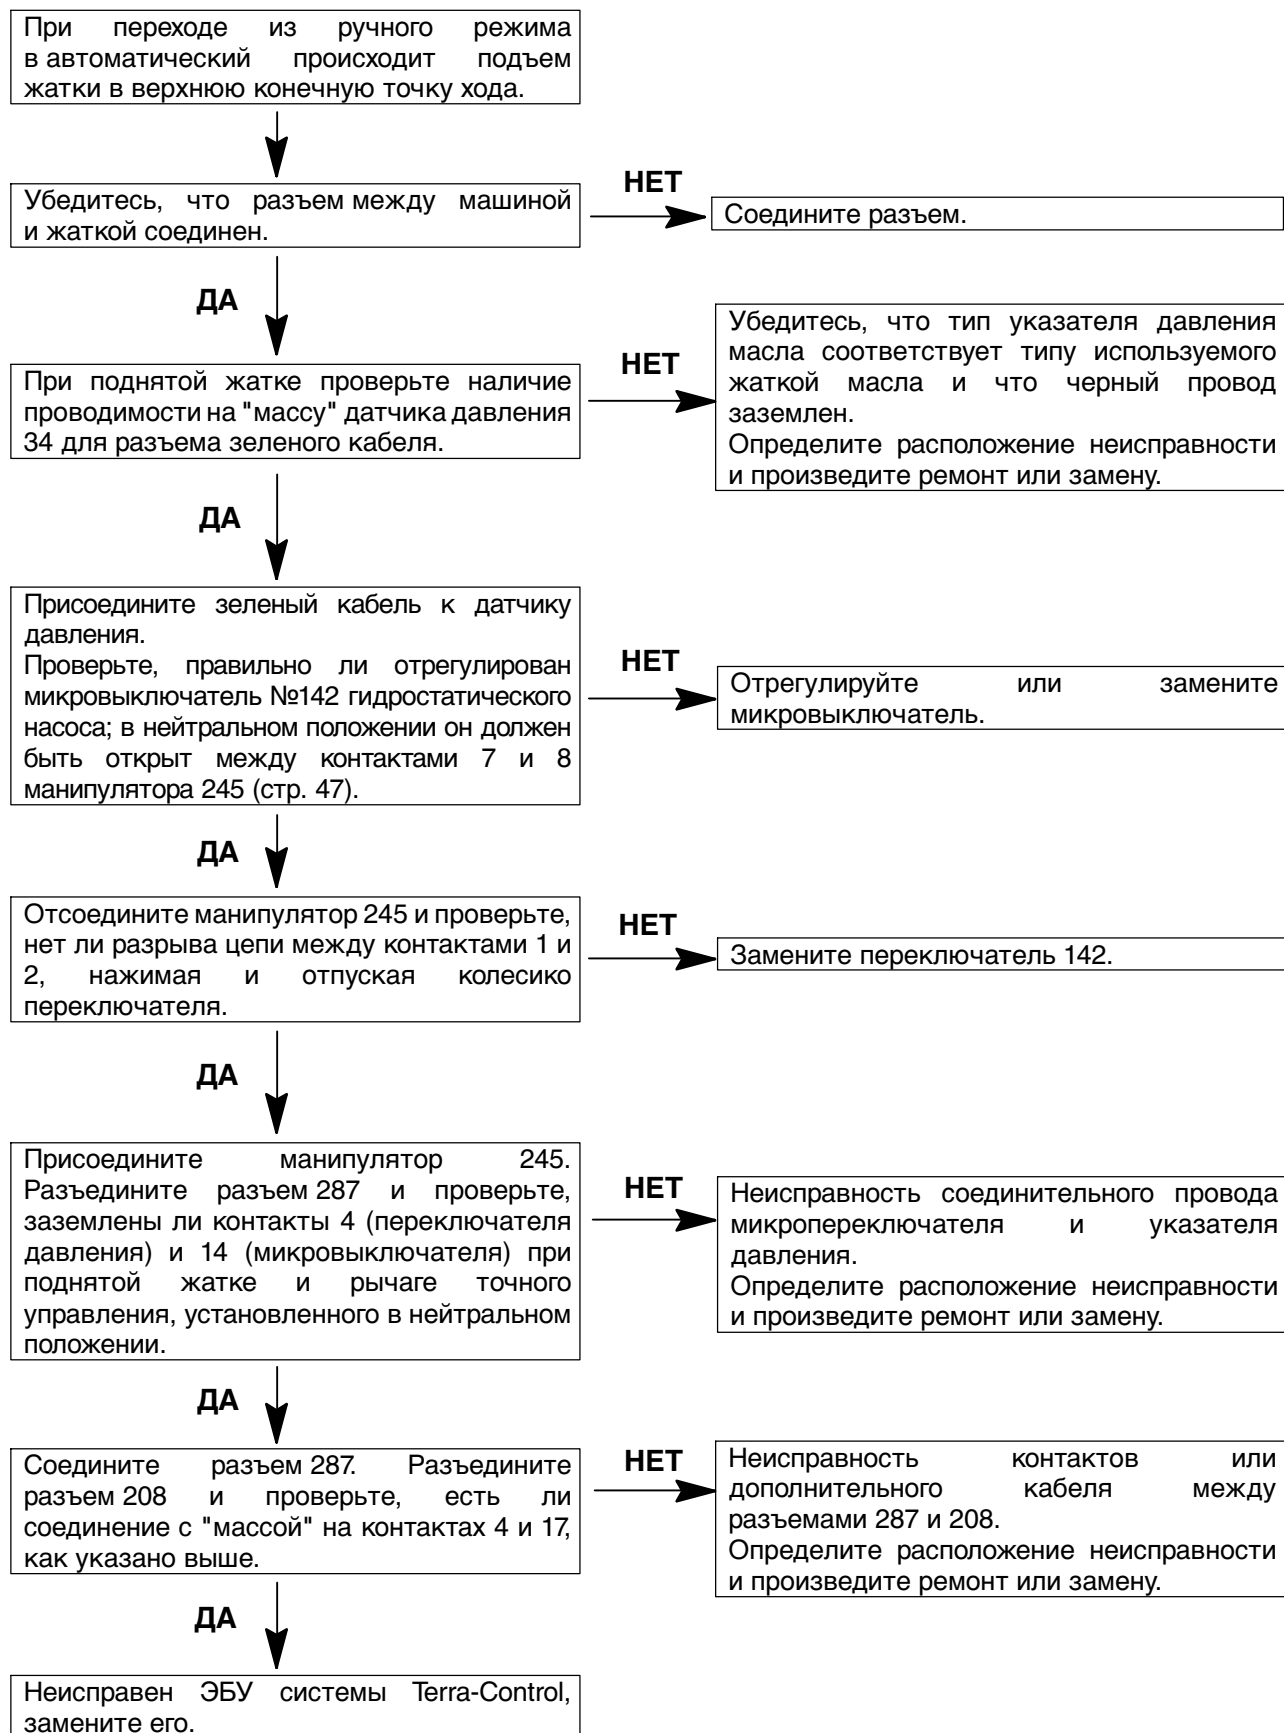 При переходе из ручного режима
в автоматический происходит подъем
жатки в верхнюю конечную точку хода.
Убедитесь, что разъем между машиной
и жаткой соединен.
НЕТ
Соедините разъем.
ДА
При поднятой жатке проверьте наличие
проводимости на "массу" датчика давления
34 для разъема зеленого кабеля.
НЕТ
Убедитесь, что тип указателя давления
масла соответствует типу используемого
жаткой масла и что черный провод
заземлен.
Определите расположение неисправности
и произведите ремонт или замену.
ДА
Присоедините зеленый кабель к датчику
давления.
Проверьте, правильно ли отрегулирован
микровыключатель №142 гидростатического
насоса; в нейтральном положении он должен
быть открыт между контактами 7 и 8
манипулятора 245 (стр. 47).
НЕТ
Отрегулируйте или замените
микровыключатель.
ДА
Отсоедините манипулятор 245 и проверьте,
нет ли разрыва цепи между контактами 1 и
2, нажимая и отпуская колесико
переключателя.
НЕТ
Замените переключатель 142.
ДА
Присоедините манипулятор 245.
Разъедините разъем 287 и проверьте,
заземлены ли контакты 4 (переключателя
давления) и 14 (микровыключателя) при
поднятой жатке и рычаге точного
управления, установленного в нейтральном
положении.
НЕТ
Неисправность соединительного провода
микропереключателя и указателя
давления.
Определите расположение неисправности
и произведите ремонт или замену.
ДА
Соедините разъем 287. Разъедините
разъем 208 и проверьте, есть ли
соединение с "массой" на контактах 4 и 17,
как указано выше.
НЕТ
Неисправность контактов или
дополнительного кабеля между
разъемами 287 и 208.
Определите расположение неисправности
и произведите ремонт или замену.
ДА
Неисправен ЭБУ системы Terra-Control,
замените его.